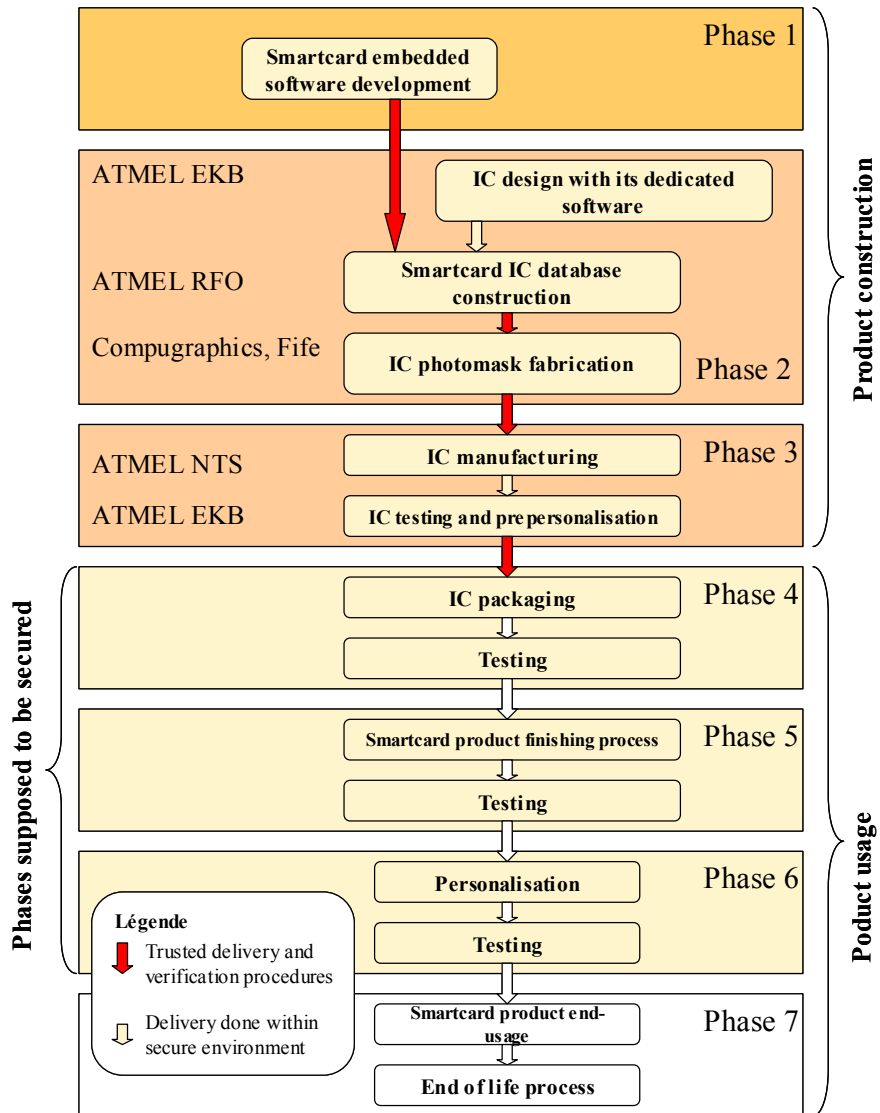 Phase 1
Smartcard embedded
software development
ATMEL EKB
IC design with its dedicated
software
ATMEL RFO
Smartcard IC database
construction
Compugraphics, Fife
IC photomask fabrication
Phase 2
Product construction
Phase 3
ATMEL NTS
IC manufacturing
ATMEL EKB
IC testing and prepersonalisation
Phase 4
IC packaging
Testing
Phases supposed to be secured
Phase 5
Smartcard product finishing process
Testing
Poduct usage
Phase 6
Personalisation
Testing
Légende
Trusted delivery and
verification procedures
Delivery done within
secure environment
Phase 7
Smartcard product end-
usage
End of life process